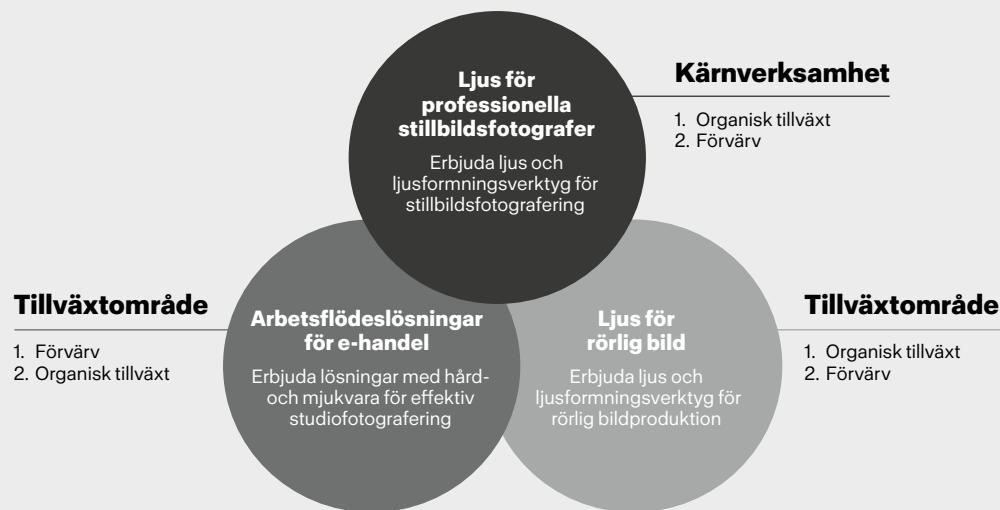 Ljus för
professionella
stillbildsfotografer
Erbjuda ljus och
ljusformningsverktyg för
stillbildsfotografering
Kärnverksamhet
1. Organisk tillväxt
2. Förvärv
Tillväxtområde
1. Förvärv
2. Organisk tillväxt
Arbetsflödeslösningar
för e-handel
Erbjuda lösningar med hård-
och mjukvara för effektiv
studiofotografering
Ljus för
rörlig bild
Erbjuda ljus och
ljusformningsverktyg för
rörlig bildproduktion
Tillväxtområde
1. Organisk tillväxt
2. Förvärv